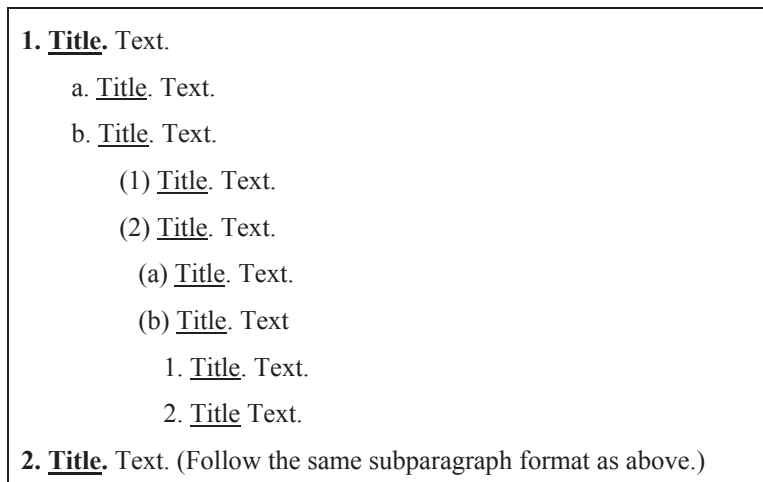 1. Title. Text.
a. Title. Text.
b. Title. Text.
(1) Title. Text.
(2) Title. Text.
(a) Title. Text.
(b) Title. Text
1. Title. Text.
2. Title Text.
2. Title. Text. (Follow the same subparagraph format as above.)